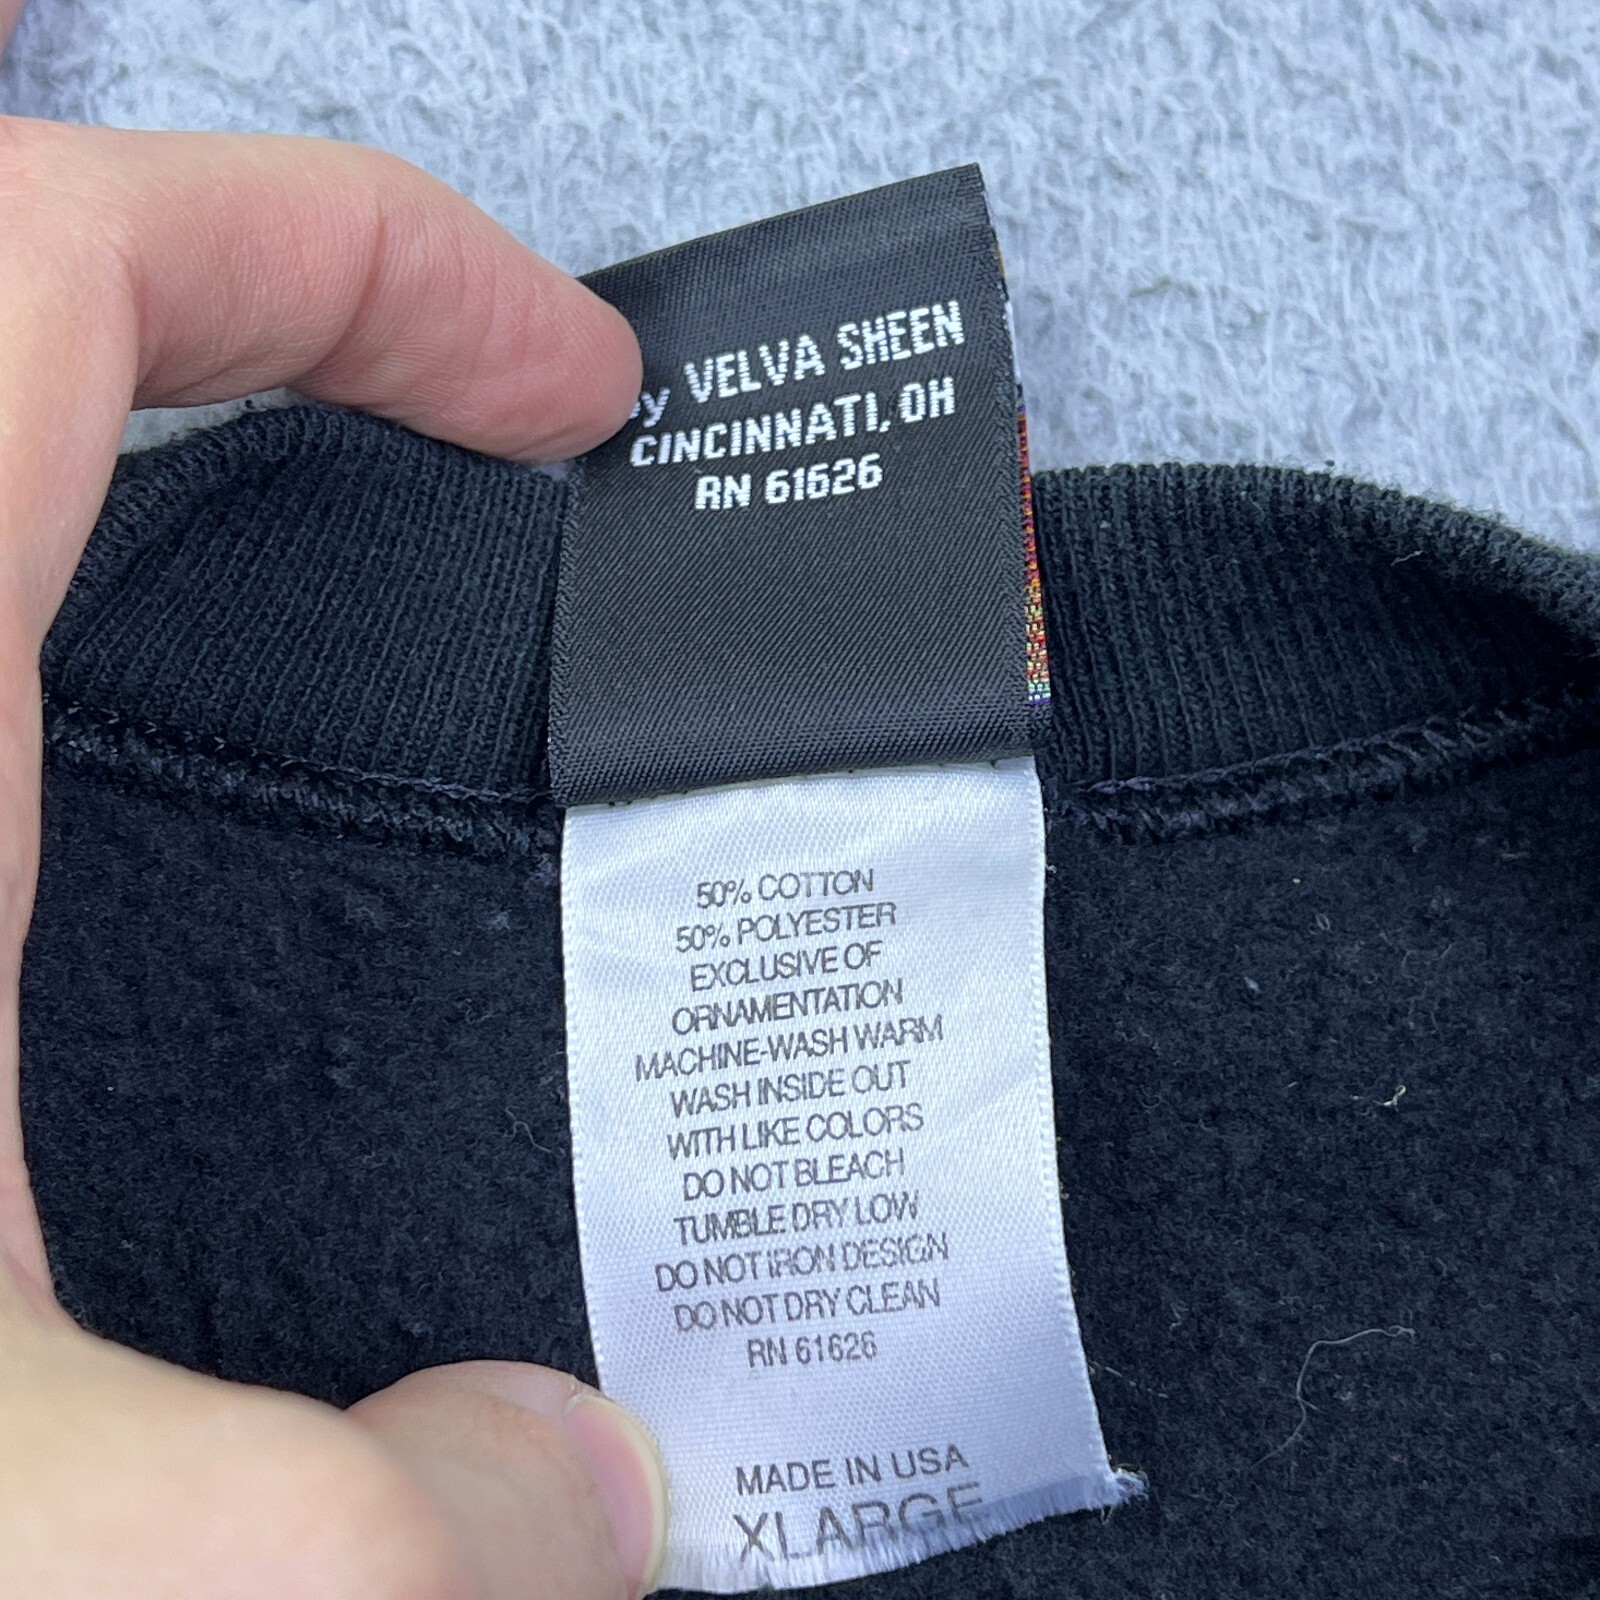 by VELVA SHEEN
CINCINNATI, OH
RN 61626
50% COTTON
50% POLYESTER
EXCLUSIVE OF
ORNAMENTATION
MACHINE-WASH WARM
WASH INSIDE OUT
WITH LIKE COLORS
DO NOT BLEACH
TUMBLE DRY LOW
DO NOT IRON DESIGN
DO NOT DRY CLEAN
RN 61626
MADE IN USA
XLARGE